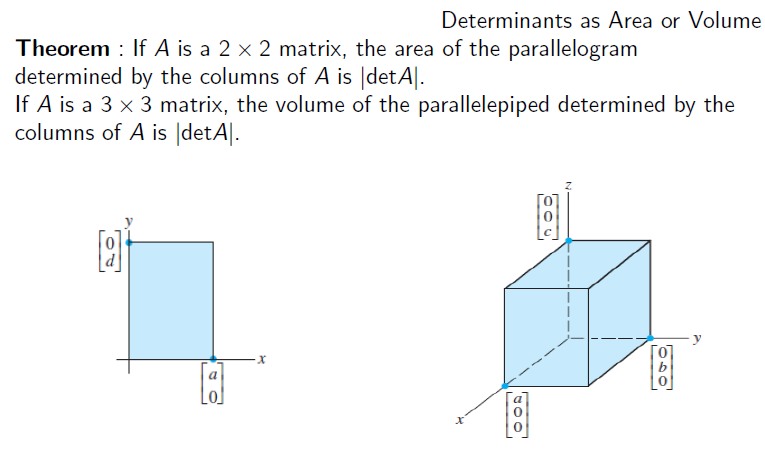 Determinants as Area or Volume
Theorem : If A is a 2 × 2 matrix, the area of the parallelogram
determined by the columns of A is |detA|.
If A is a 3 × 3 matrix, the volume of the parallelepiped determined by the
columns of A is |detA|.
y
[0
d]
x
[a
0]
z
[0
0
c]
y
[0
b
0]
x
[a
0
0]